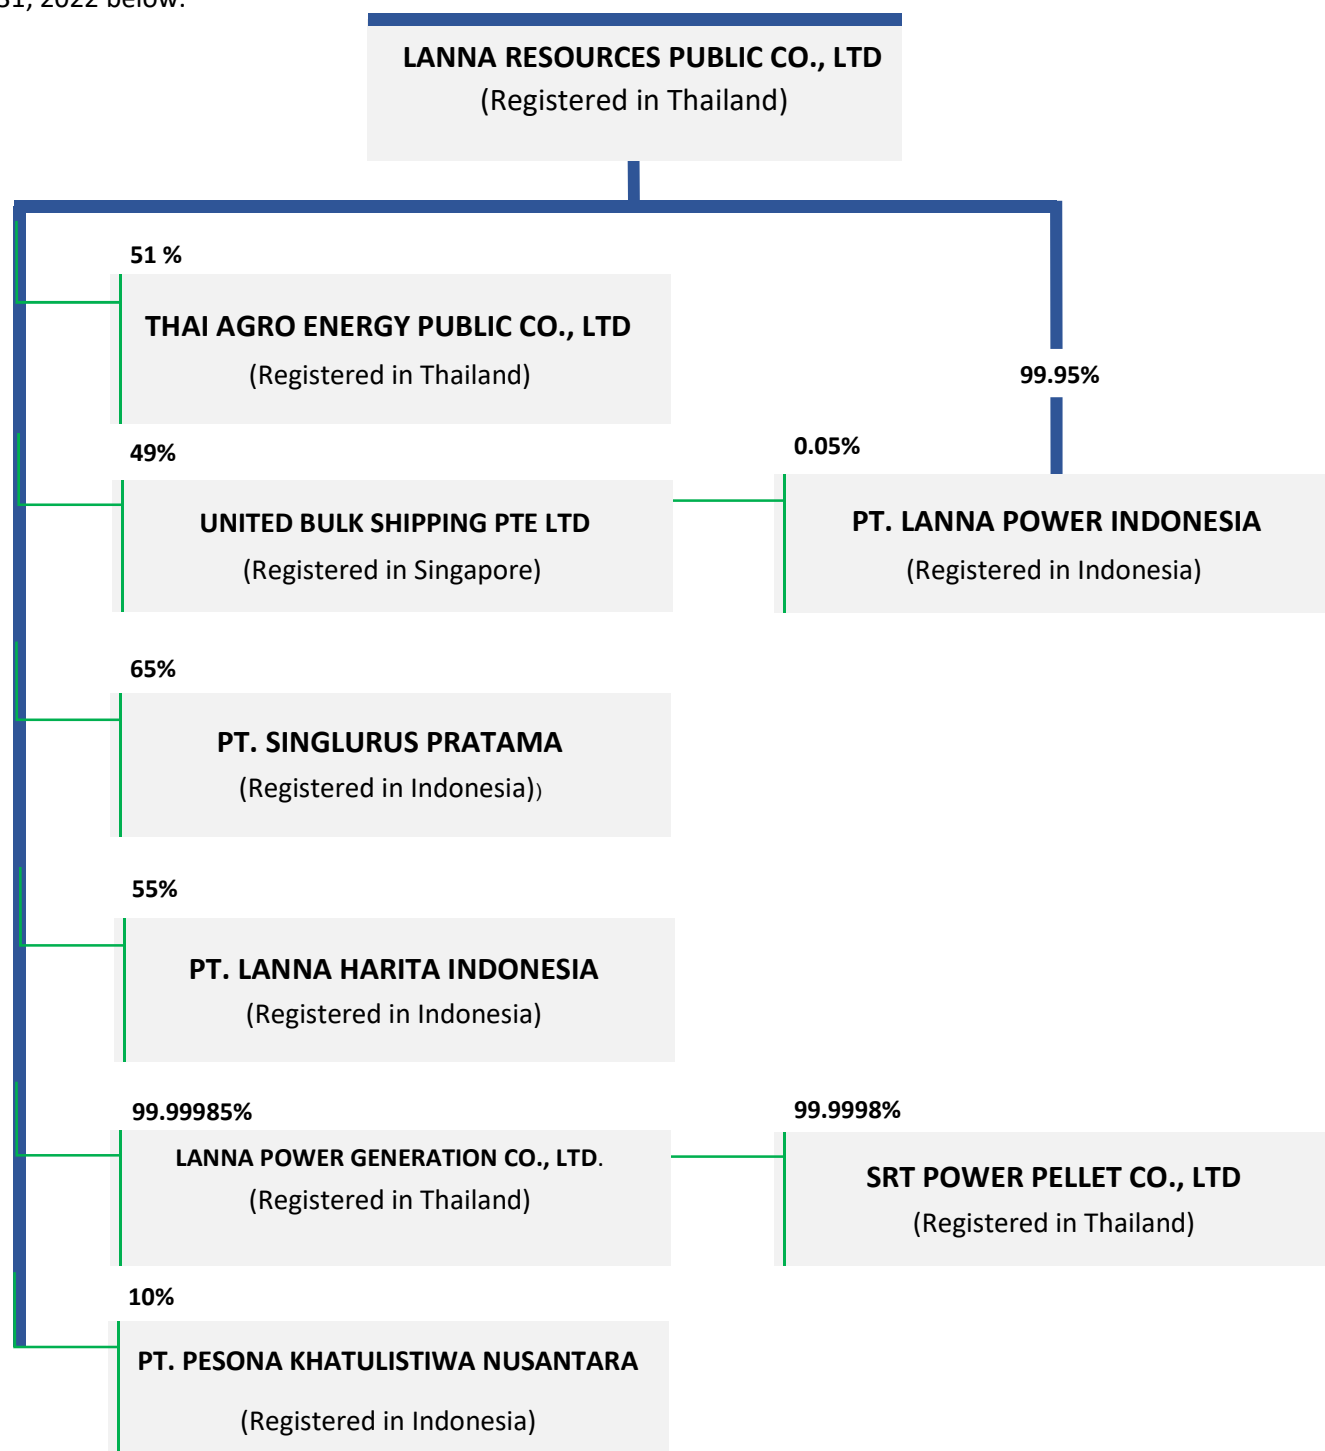 31, 2022 below.
LANNA RESOURCES PUBLIC CO., LTD
(Registered in Thailand)
51 %
THAI AGRO ENERGY PUBLIC CO., LTD
(Registered in Thailand)
99.95%
49%
UNITED BULK SHIPPING PTE LTD
(Registered in Singapore)
0.05%
PT. LANNA POWER INDONESIA
(Registered in Indonesia)
65%
PT. SINGLURUS PRATAMA
(Registered in Indonesia))
55%
PT. LANNA HARITA INDONESIA
(Registered in Indonesia)
99.99985%
LANNA POWER GENERATION CO., LTD.
(Registered in Thailand)
99.9998%
SRT POWER PELLET CO., LTD
(Registered in Thailand)
10%
PT. PESONA KHATULISTIWA NUSANTARA
(Registered in Indonesia)